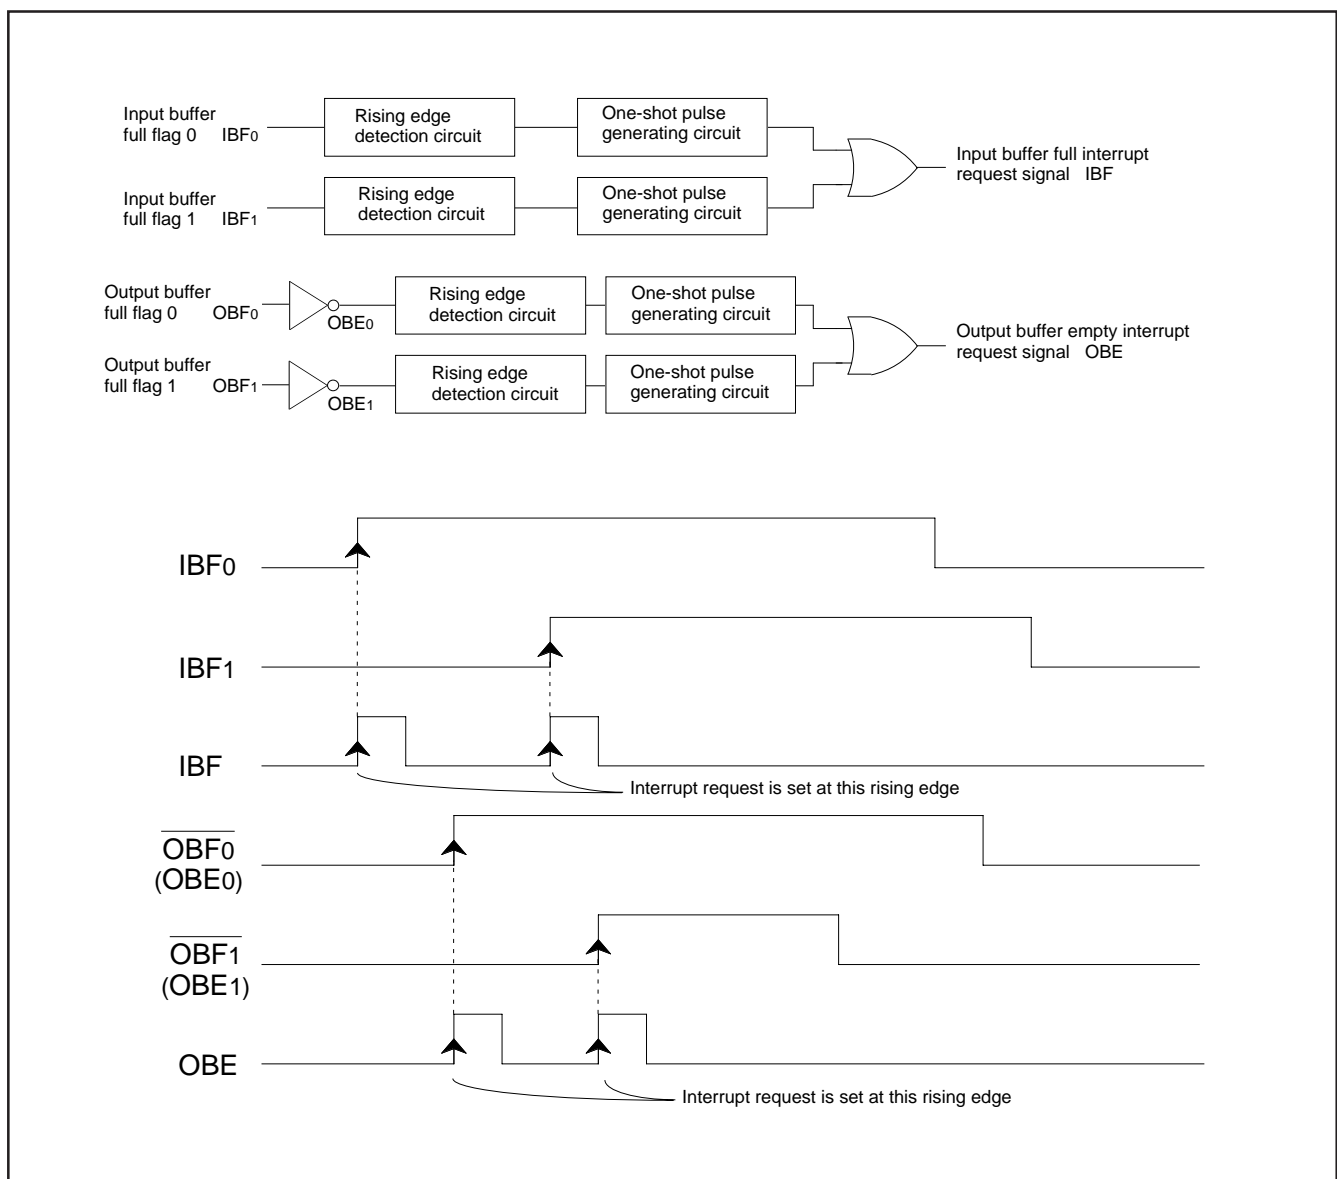 Input buffer
full flag 0 IBF0
Rising edge
detection circuit
One-shot pulse
generating circuit
Input buffer full interrupt
request signal IBF
Input buffer
full flag 1 IBF1
Rising edge
detection circuit
One-shot pulse
generating circuit
Output buffer
full flag 0 OBF0
OBE0
Rising edge
detection circuit
One-shot pulse
generating circuit
Output buffer empty interrupt
request signal OBE
Output buffer
full flag 1 OBF1
OBE1
Rising edge
detection circuit
One-shot pulse
generating circuit
IBF0
IBF1
IBF
Interrupt request is set at this rising edge
OBF0
(OBE0)
OBF1
(OBE1)
OBE
Interrupt request is set at this rising edge